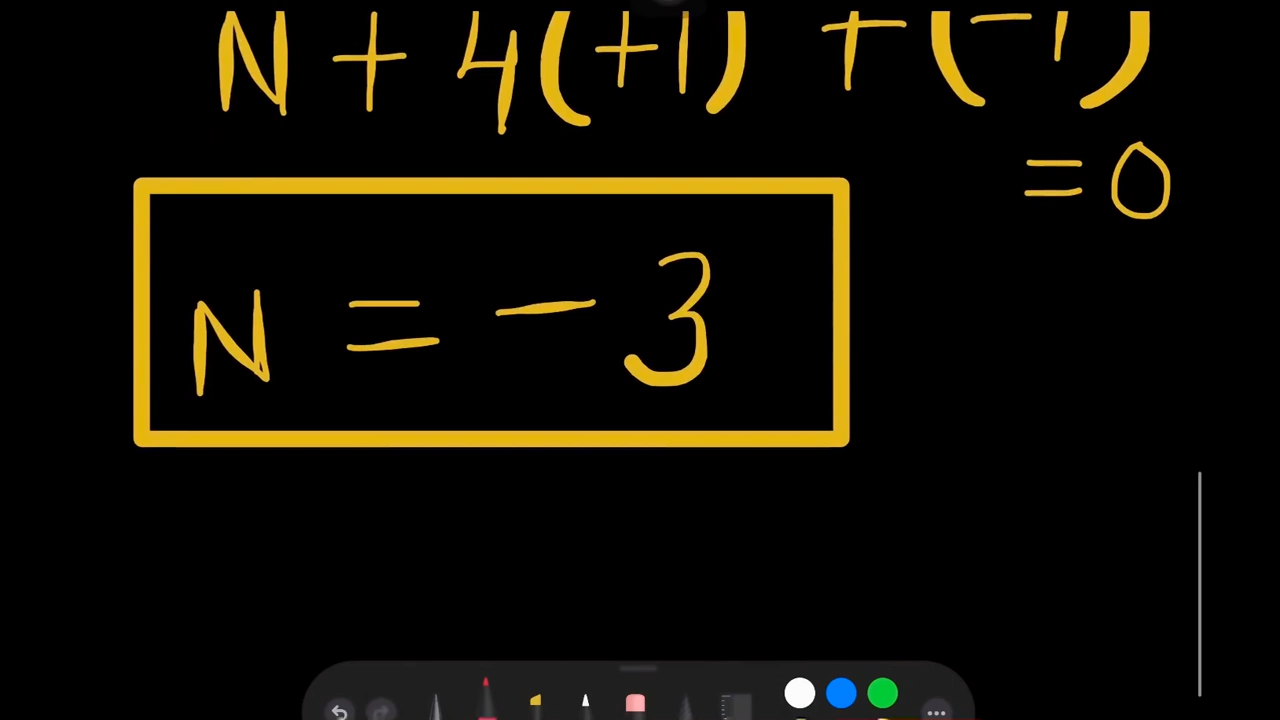 N + 4(+1) + (-1)
= 0
N = - 3